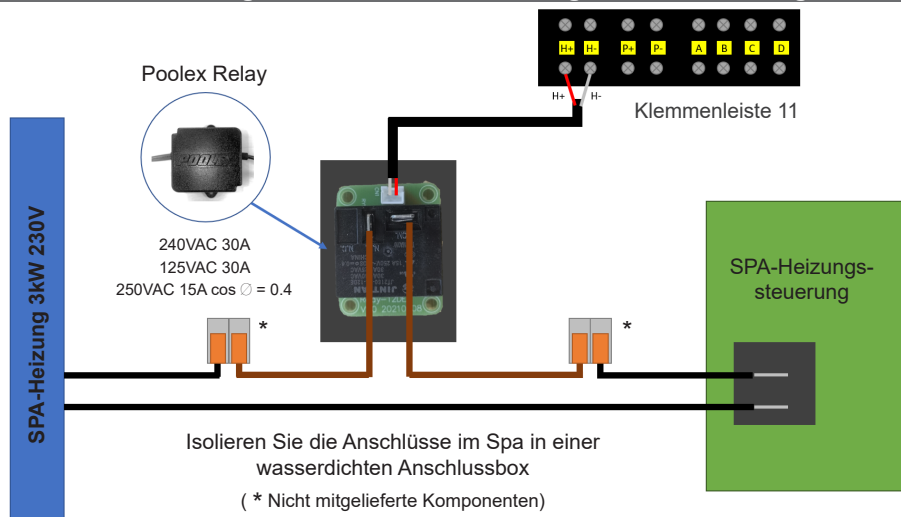 H+ H- P+ P- A B C D
H+ H-
Klemmenleiste 11
Poolex Relay
POOLEX
240VAC 30A
125VAC 30A
250VAC 15A cos ∅ = 0.4
SPA-Heizung 3kW 230V
SPA-Heizungs-
steuerung
*
*
Isolieren Sie die Anschlüsse im Spa in einer
wasserdichten Anschlussbox
( * Nicht mitgelieferte Komponenten)